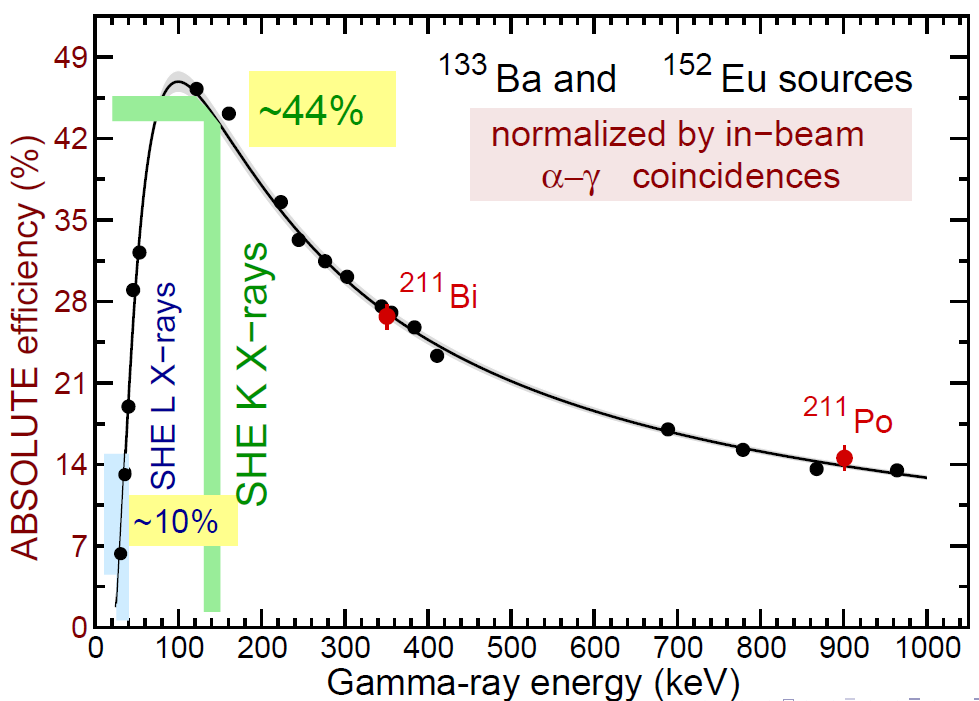 ABSOLUTE efficiency (%)
49
42
35
28
21
14
7
0
0 100 200 300 400 500 600 700 800 900 1000
Gamma-ray energy (keV)
133Ba and 152Eu sources
normalized by in-beam
α-γ coincidences
~44%
211Bi
SHE L X-rays
SHE K X-rays
211Po
~10%